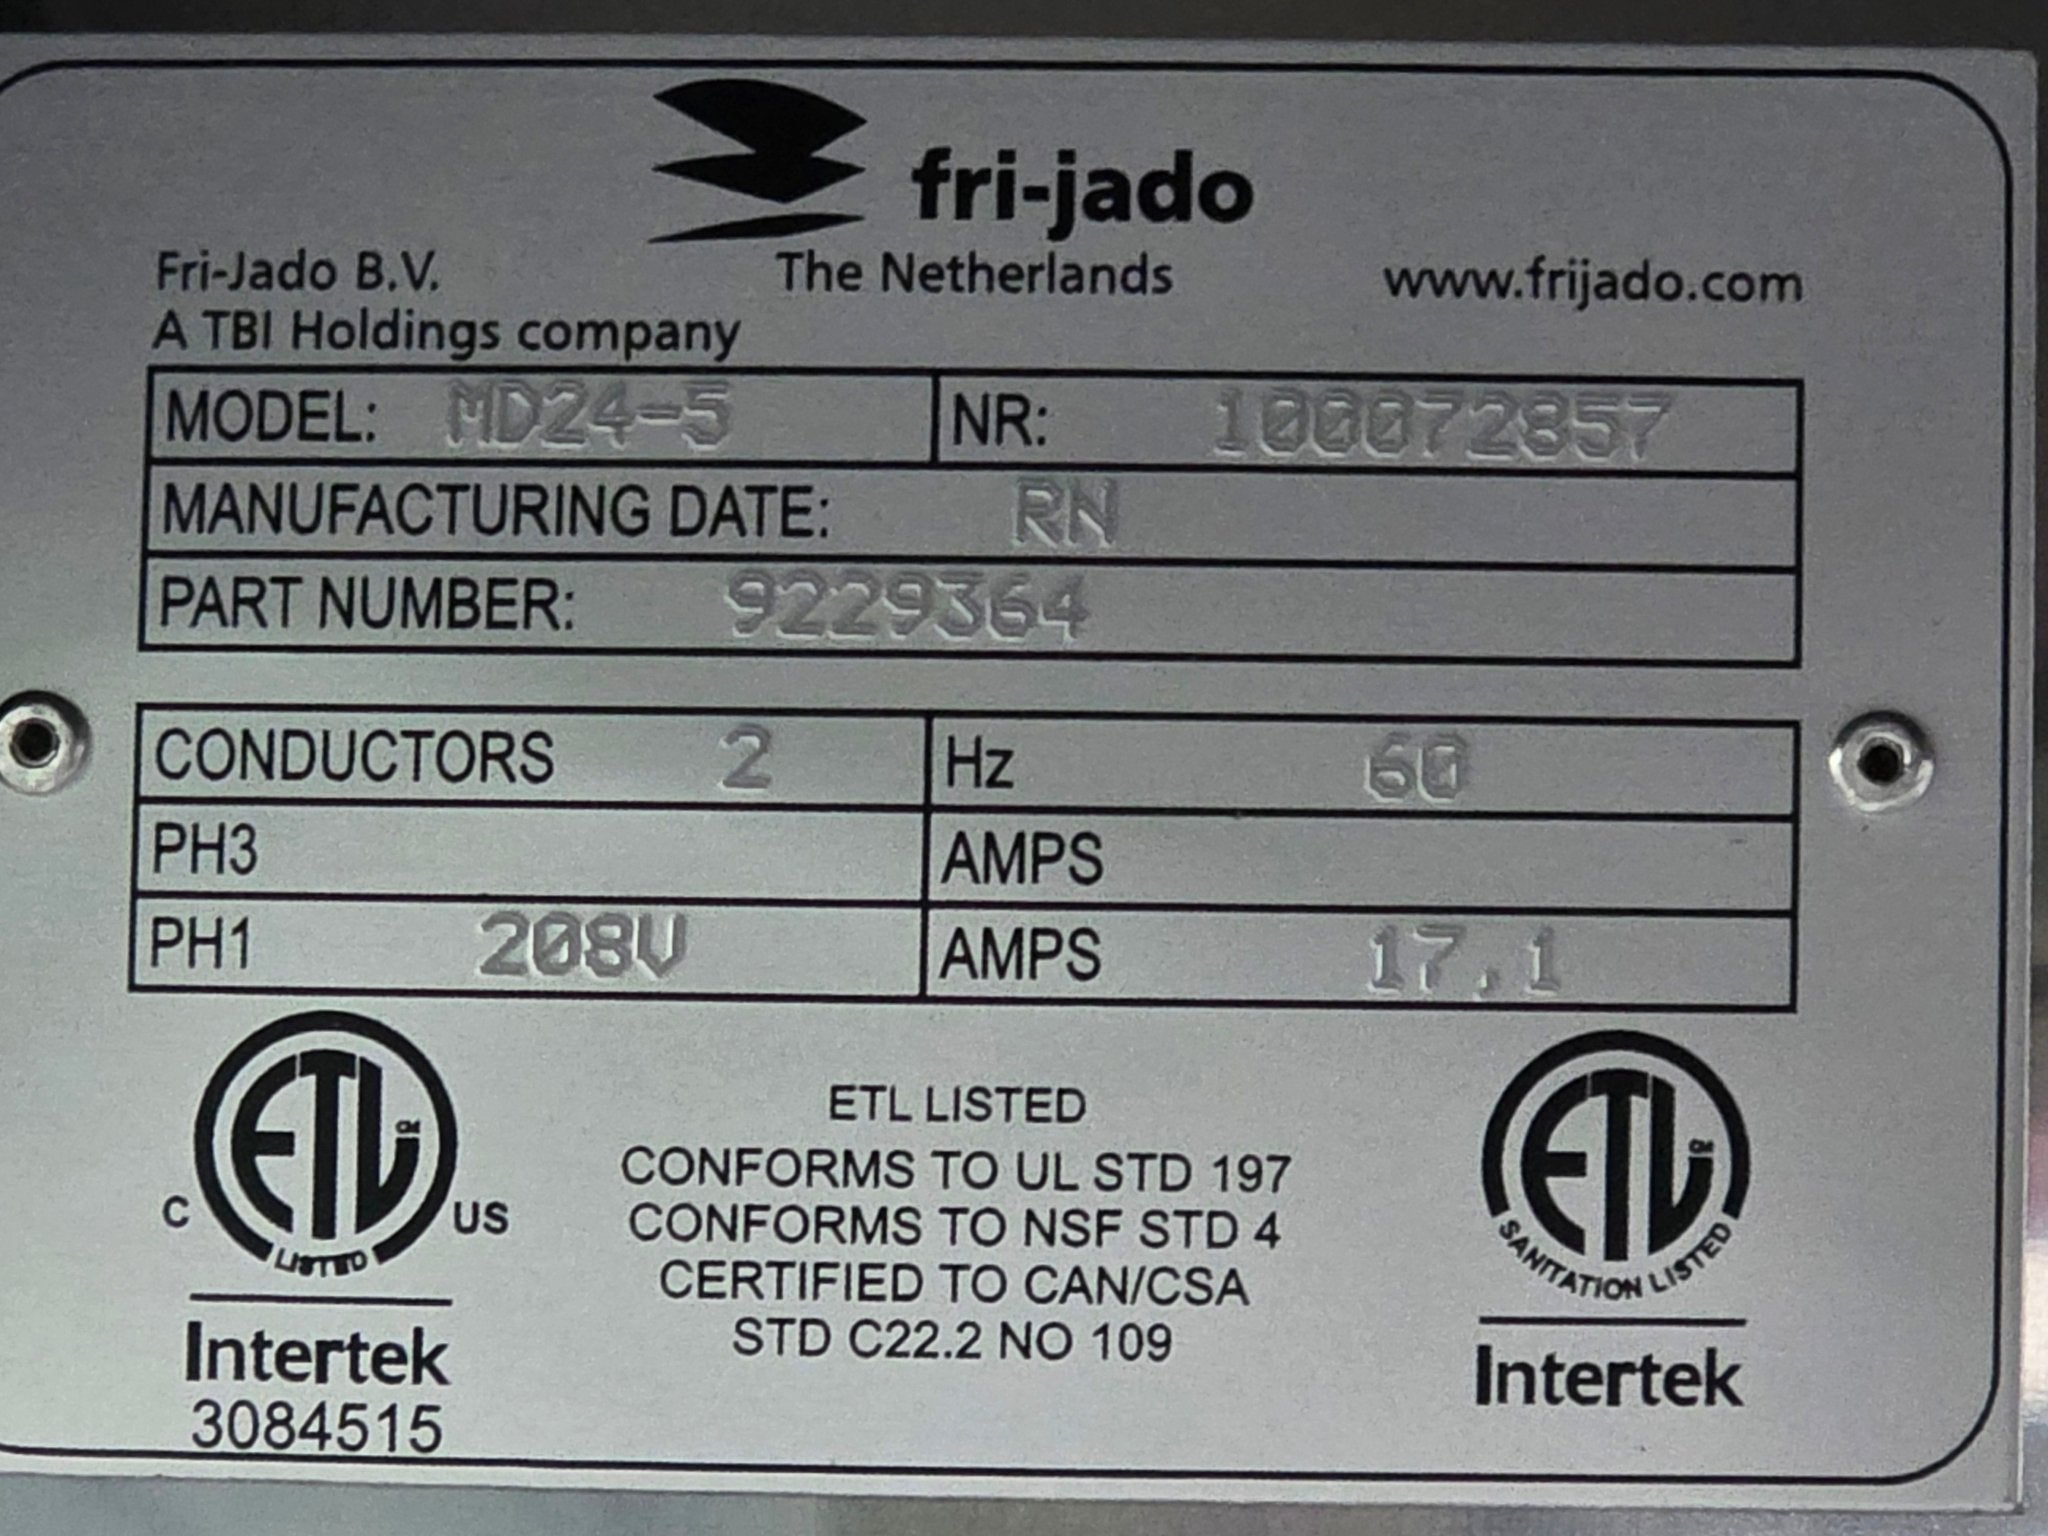 fri-jado
Fri-Jado B.V. The Netherlands www.frijado.com
A TBI Holdings company
MODEL: MD24-5 NR: 100072857
MANUFACTURING DATE: RN
PART NUMBER: 9229364
CONDUCTORS 2 Hz 60
PH3 AMPS
PH1 208V AMPS 17.1
ETL CM
C US
LISTED
Intertek
3084515
ETL LISTED
CONFORMS TO UL STD 197
CONFORMS TO NSF STD 4
CERTIFIED TO CAN/CSA
STD C22.2 NO 109
ETL CM
SANITATION LISTED
Intertek